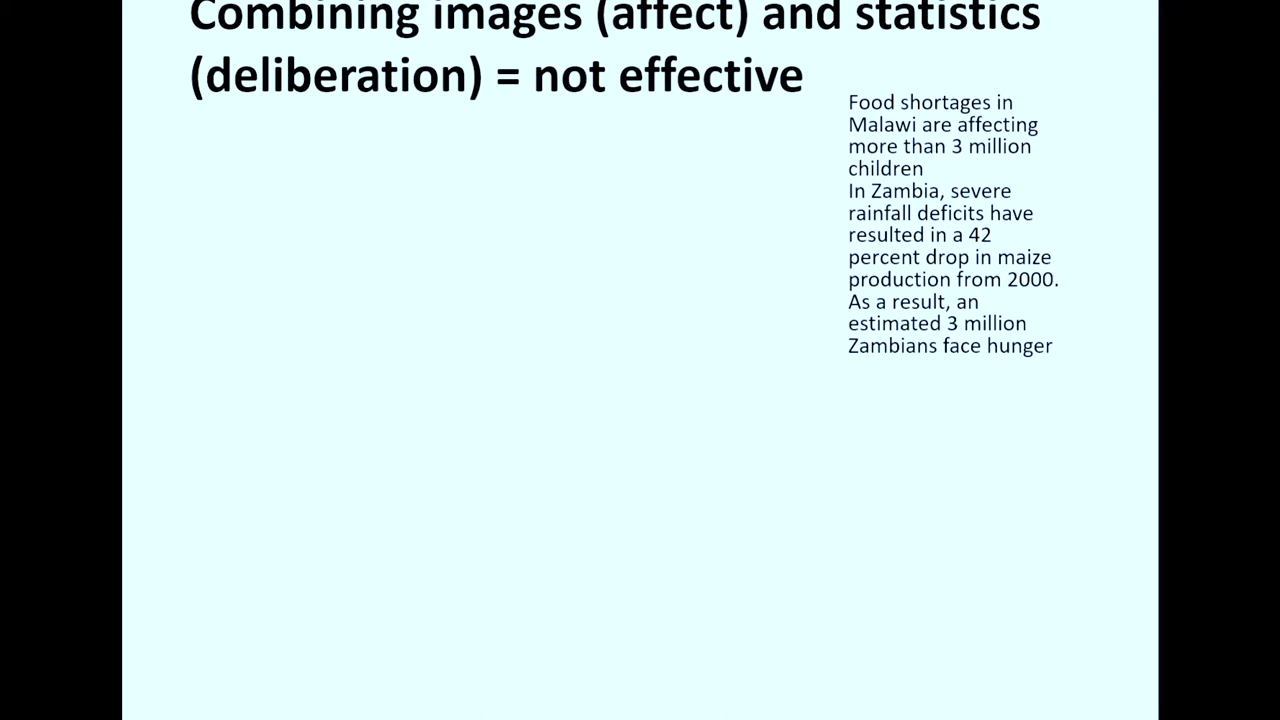 Combining images (affect) and statistics
(deliberation) = not effective
Food shortages in
Malawi are affecting
more than 3 million
children
In Zambia, severe
rainfall deficits have
resulted in a 42
percent drop in maize
production from 2000.
As a result, an
estimated 3 million
Zambians face hunger